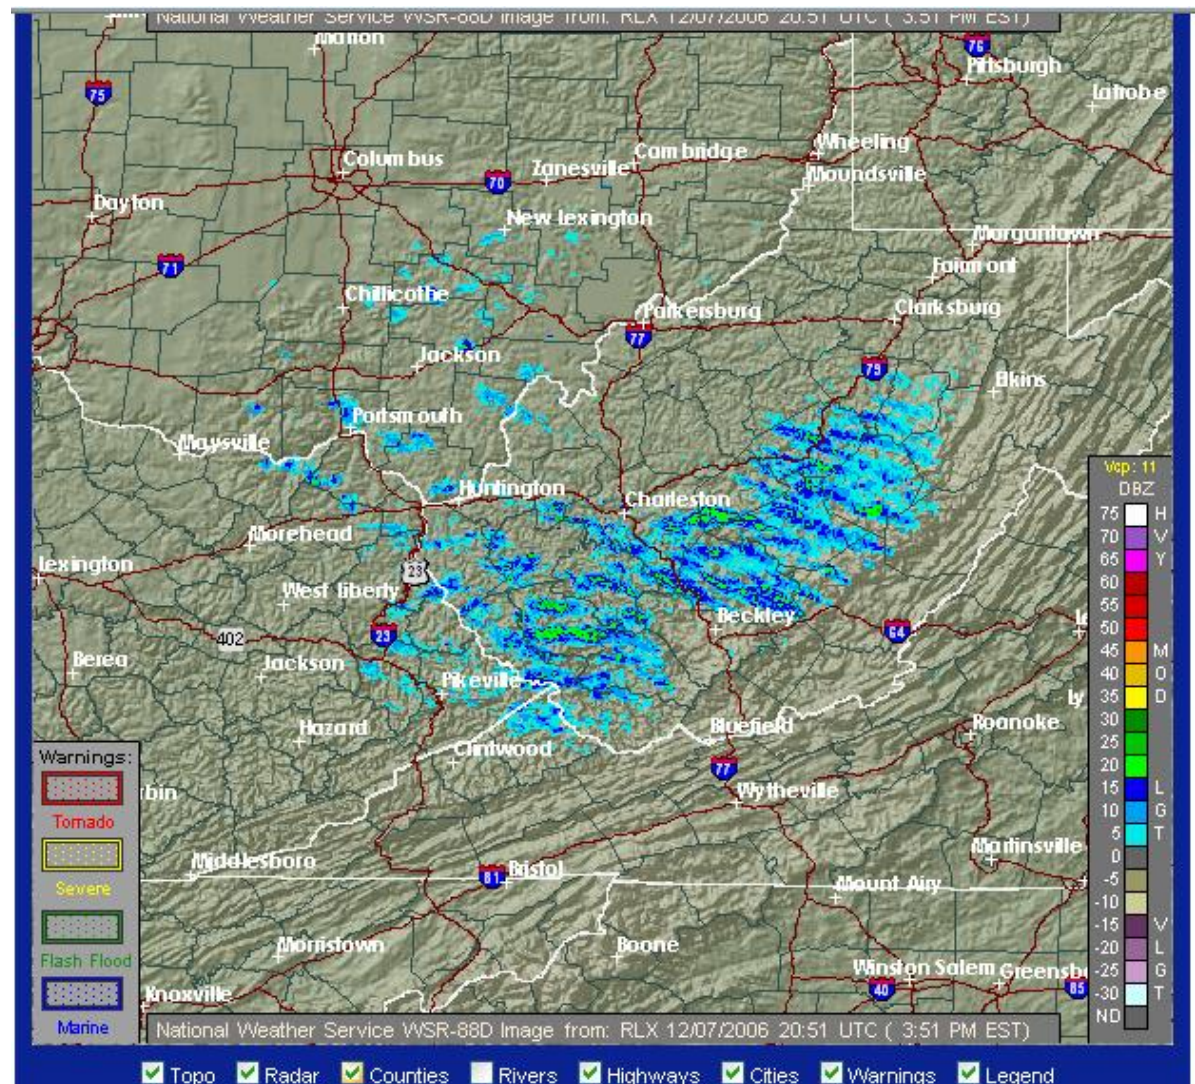 National Weather Service WSR-88D Image from: RLX 12/07/2006 20:51 UTC ( 3:51 PM EST)
Marion
76
Pittsburgh
75
Latrobe
Columbus
Wheeling
Cambridge
Zanesville
70
Moundsville
Dayton
New Lexington
Morgantown
71
Fairmont
Chillicothe
Parkersburg
Clarksburg
77
Jackson
79
Elkins
Portsmouth
Maysville
Huntington
Charleston
Morehead
Lexington
23
West liberty
Beckley
402
23
64
Berea
Jackson
Pikeville
Ly
Hazard
Bluefield
Roanoke
Clintwood
77
Wytheville
rbin
Middlesboro
Martinsville
81
Bristol
Mount Airy
Morristown
Boone
Winston Salem
Greensbo
Knoxville
40
85
Vcp: 11
DBZ
75 H
70 V
65 Y
60
55
50
45 M
40 O
35 D
30
25
20
15 L
10 G
5 T
0
-5
-10
-15 V
-20 L
-25 G
-30 T
ND
Warnings:
Tornado
Severe
Flash Flood
Marine
National Weather Service WSR-88D Image from: RLX 12/07/2006 20:51 UTC ( 3:51 PM EST)
Topo Radar Counties Rivers Highways Cities Warnings Legend